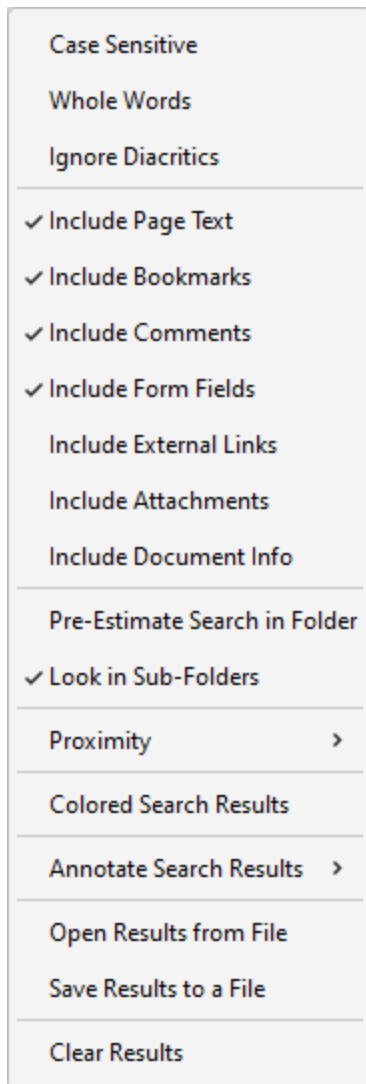 Case Sensitive
Whole Words
Ignore Diacritics
Include Page Text
Include Bookmarks
Include Comments
Include Form Fields
Include External Links
Include Attachments
Include Document Info
Pre-Estimate Search in Folder
Look in Sub-Folders
Proximity
Colored Search Results
Annotate Search Results
Open Results from File
Save Results to a File
Clear Results